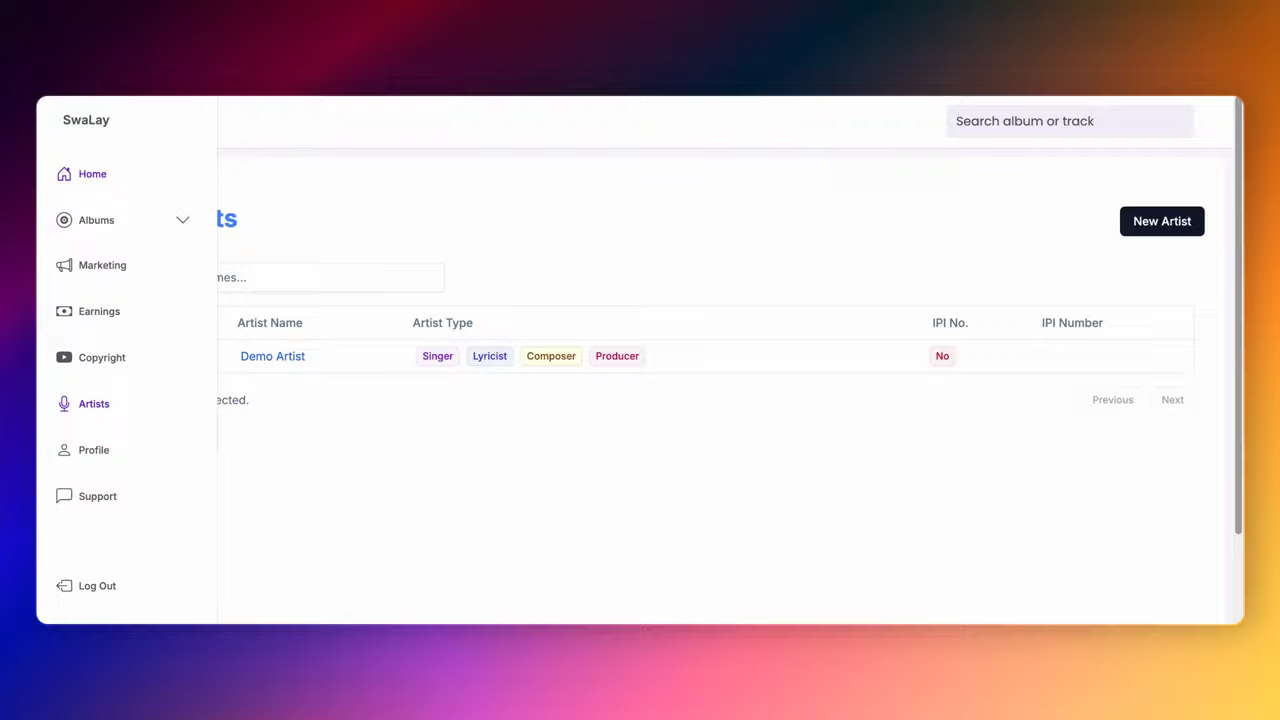 SwaLay
Search album or track
Home
Albums
Marketing
Earnings
Copyright
Artists
Profile
Support
Log Out
ts
New Artist
mes...
Artist Name Artist Type IPI No. IPI Number
Demo Artist Singer Lyricist Composer Producer No
ected.
Previous Next